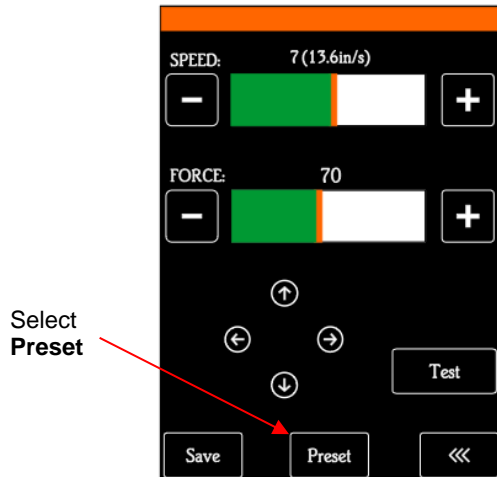 SPEED: 7 (13.6in/s)
FORCE: 70
Select
Preset
Test
Save Preset